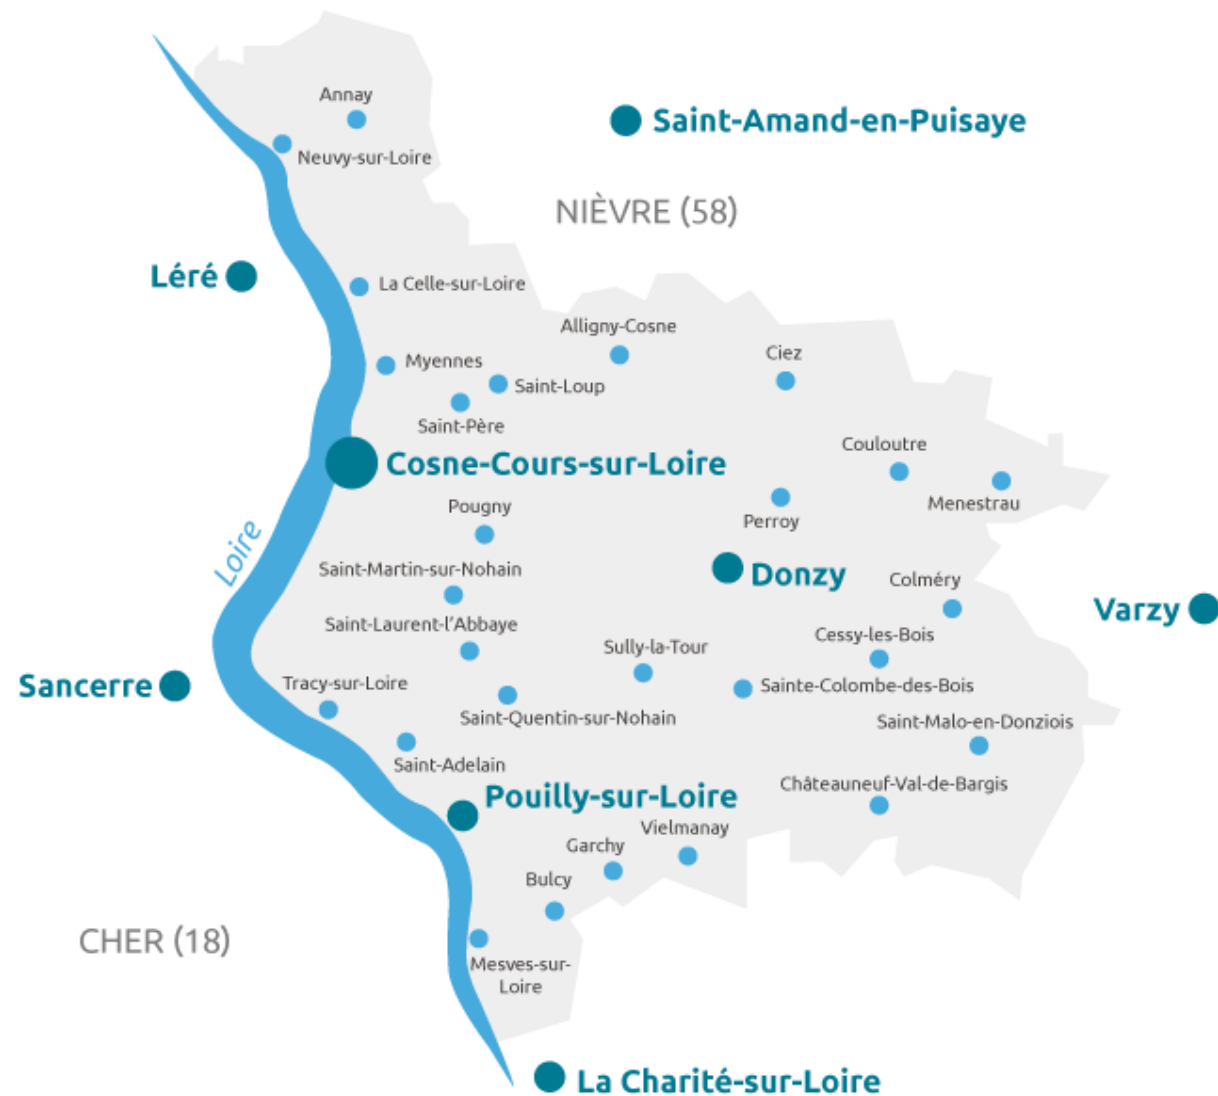 Annay
Saint-Amand-en-Puisaye
Neuvy-sur-Loire
NIÈVRE (58)
Léré
La Celle-sur-Loire
Alligny-Cosne
Ciez
Myennes
Saint-Loup
Saint-Père
Couloutre
Cosne-Cours-sur-Loire
Menestrau
Pougny
Perroy
Loire
Saint-Martin-sur-Nohain
Donzy
Colméry
Varzy
Saint-Laurent-l'Abbaye
Cessy-les-Bois
Sully-la-Tour
Sancerre
Tracy-sur-Loire
Sainte-Colombe-des-Bois
Saint-Quentin-sur-Nohain
Saint-Malo-en-Donziois
Saint-Adelain
Châteauneuf-Val-de-Bargis
Pouilly-sur-Loire
Vielmanay
Garchy
Bulcy
CHER (18)
Mesves-sur-
Loire
La Charité-sur-Loire